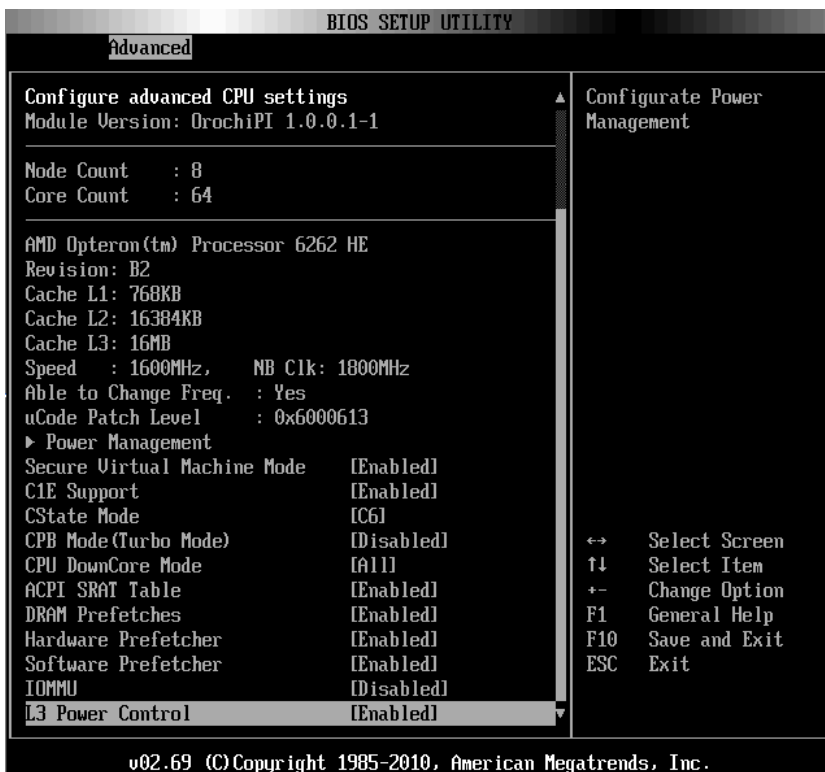 BIOS SETUP UTILITY
Advanced
Configure advanced CPU settings
Module Version: OrochiPI 1.0.0.1-1
Node Count : 8
Core Count : 64
AMD Opteron(tm) Processor 6262 HE
Revision: B2
Cache L1: 768KB
Cache L2: 16384KB
Cache L3: 16MB
Speed : 1600MHz, NB Clk: 1800MHz
Able to Change Freq. : Yes
uCode Patch Level : 0x6000613
▶ Power Management
Secure Virtual Machine Mode [Enabled]
C1E Support [Enabled]
CState Mode [C6]
CPB Mode(Turbo Mode) [Disabled]
CPU DownCore Mode [All]
ACPI SRAT Table [Enabled]
DRAM Prefetches [Enabled]
Hardware Prefetcher [Enabled]
Software Prefetcher [Enabled]
IOMMU [Disabled]
L3 Power Control [Enabled]
Configurate Power
Management
↔ Select Screen
↑↓ Select Item
+- Change Option
F1 General Help
F10 Save and Exit
ESC Exit
v02.69 (C)Copyright 1985-2010, American Megatrends, Inc.